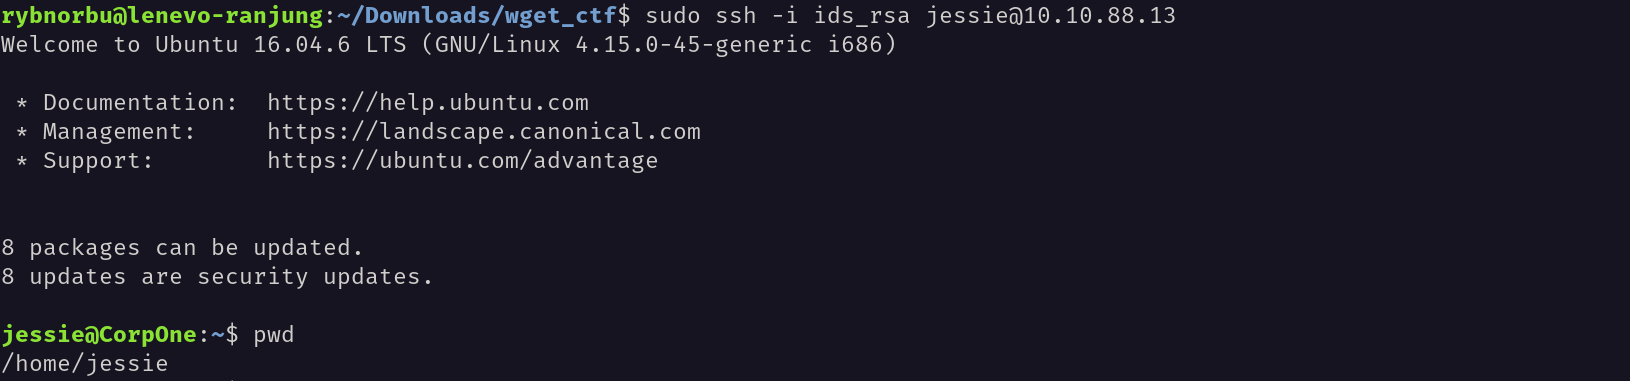 rybnorbu@lenevo-ranjung:~/Downloads/wget_ctf$ sudo ssh -i ids_rsa jessie@10.10.88.13
Welcome to Ubuntu 16.04.6 LTS (GNU/Linux 4.15.0-45-generic i686)
* Documentation:  https://help.ubuntu.com
* Management:     https://landscape.canonical.com
* Support:        https://ubuntu.com/advantage
8 packages can be updated.
8 updates are security updates.
jessie@CorpOne:~$ pwd
/home/jessie